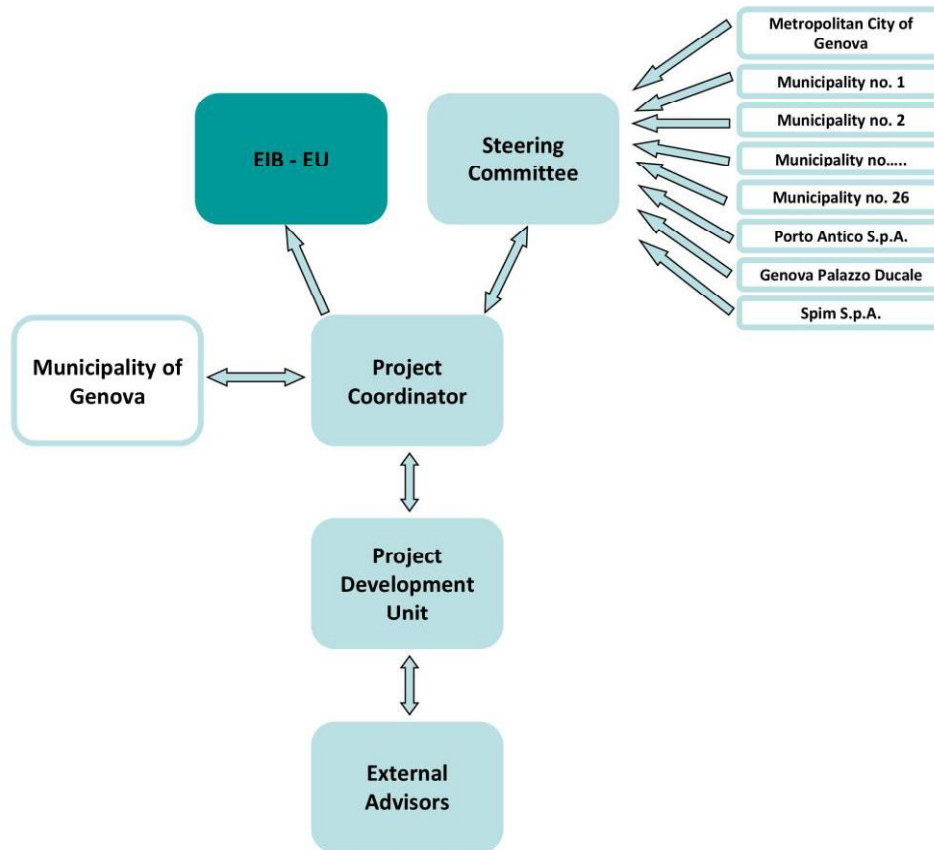 Metropolitan City of
Genova
Municipality no. 1
Municipality no. 2
Municipality no.....
Municipality no. 26
Porto Antico S.p.A.
Genova Palazzo Ducale
Spim S.p.A.
EIB - EU
Steering
Committee
Municipality of
Genova
Project
Coordinator
Project
Development
Unit
External
Advisors